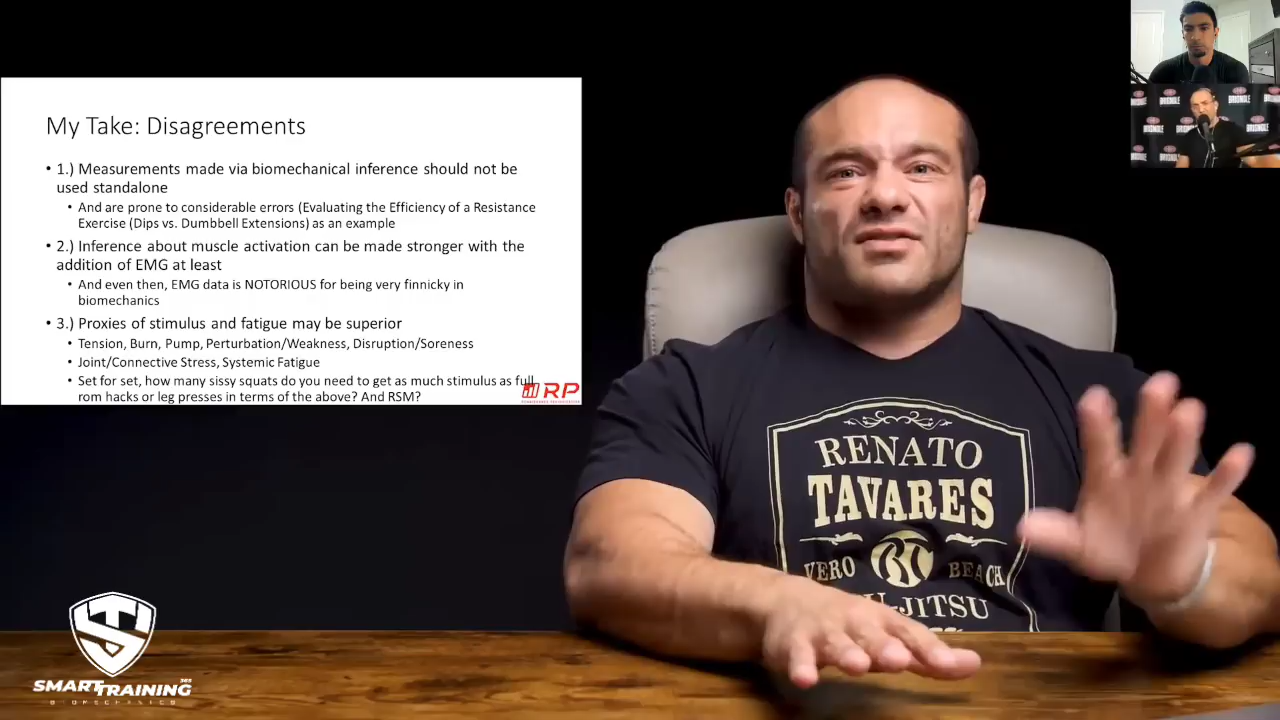 My Take: Disagreements
• 1.) Measurements made via biomechanical inference should not be
used standalone
• And are prone to considerable errors (Evaluating the Efficiency of a Resistance
Exercise (Dips vs. Dumbbell Extensions) as an example
• 2.) Inference about muscle activation can be made stronger with the
addition of EMG at least
• And even then, EMG data is NOTORIOUS for being very finnicky in
biomechanics
• 3.) Proxies of stimulus and fatigue may be superior
• Tension, Burn, Pump, Perturbation/Weakness, Disruption/Soreness
• Joint/Connective Stress, Systemic Fatigue
• Set for set, how many sissy squats do you need to get as much stimulus as full
rom hacks or leg presses in terms of the above? And RSM?
RP
RENATO
TAVARES
VERO BEACH
JITSU
ST
SMART TRAINING 365
BIOMECHANICS